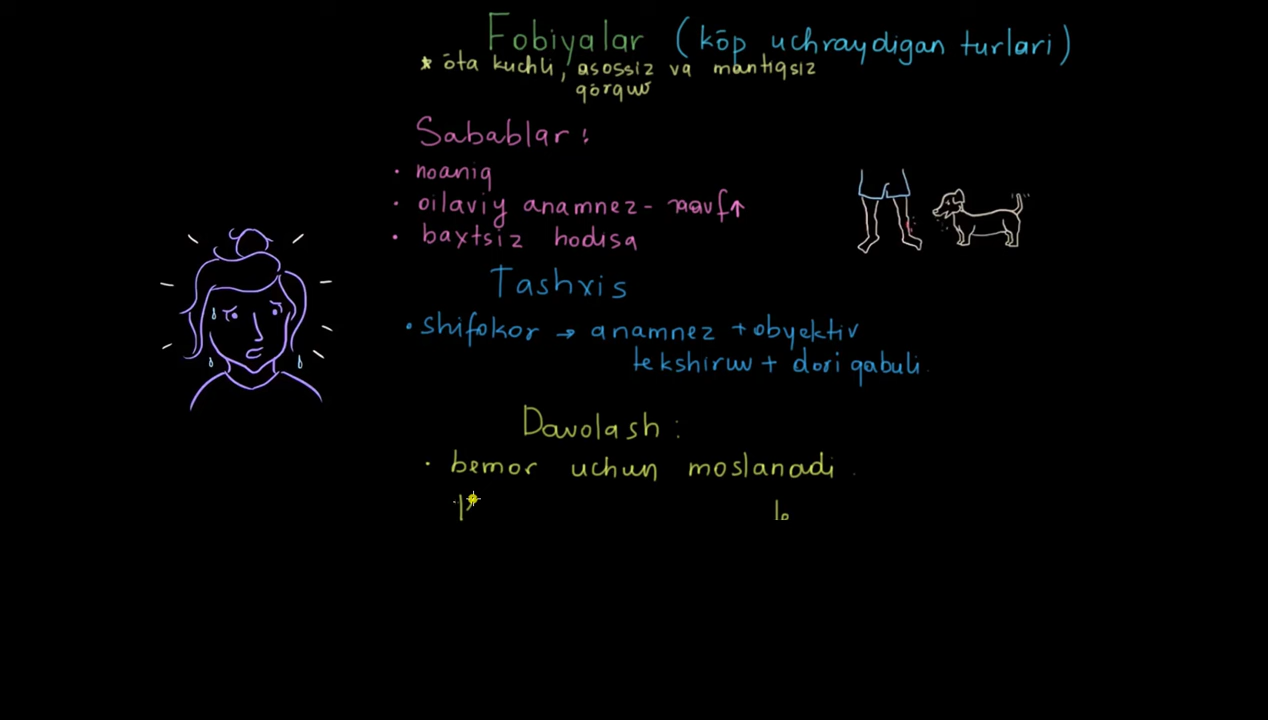 Fobiyalar (kōp uchraydigan turlari)
* ōta kuchli, asossiz va mantiqsiz
qōrquv
Sabablar:
• noaniq
• oilaviy anamnez - xavf↑
• baxtsiz hodisa
Tashxis
• shifokor → anamnez + obyektiv
tekshiruv + dori qabuli
Davolash:
• bemor uchun moslanadi